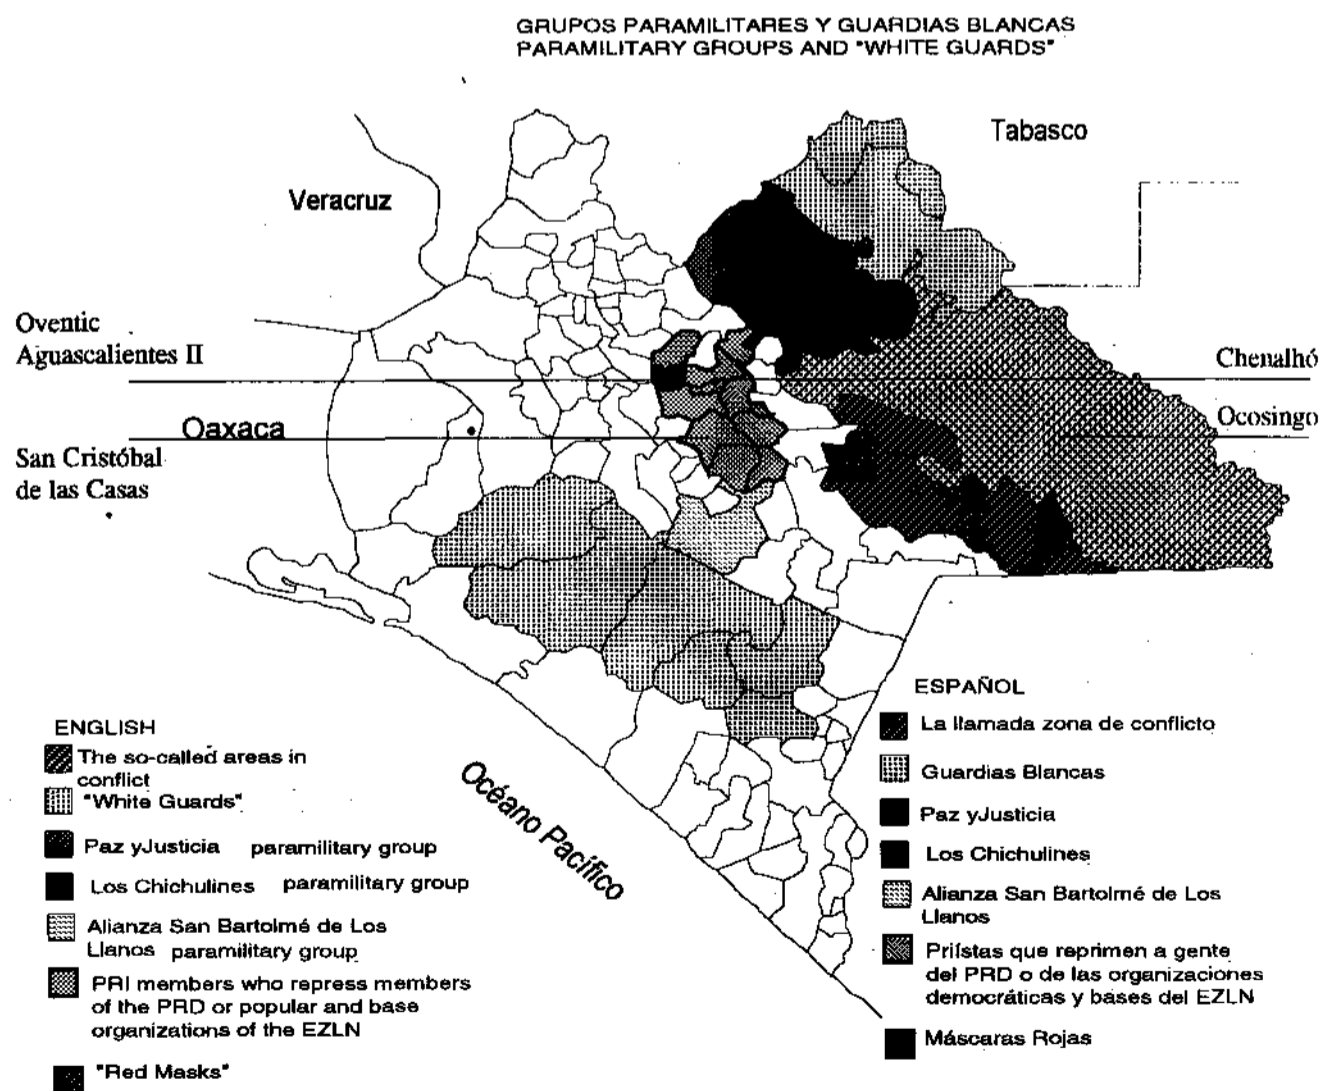 GRUPOS PARAMILITARES Y GUARDIAS BLANCAS
PARAMILITARY GROUPS AND "WHITE GUARDS"
Tabasco
Veracruz
Oventic
Aguascalientes II
Chenalhó
Ocosingo
Oaxaca
San Cristóbal
de las Casas
Océano Pacífico
ENGLISH
The so-called areas in
conflict
"White Guards"
Paz yJusticia paramilitary group
Los Chichulines paramilitary group
Alianza San Bartolmé de Los
Llanos paramilitary group
PRI members who repress members
of the PRD or popular and base
organizations of the EZLN
"Red Masks"
ESPAÑOL
La llamada zona de conflicto
Guardias Blancas
Paz yJusticia
Los Chichulines
Alianza San Bartolmé de Los
Llanos
Priístas que reprimen a gente
del PRD o de las organizaciones
democráticas y bases del EZLN
Máscaras Rojas